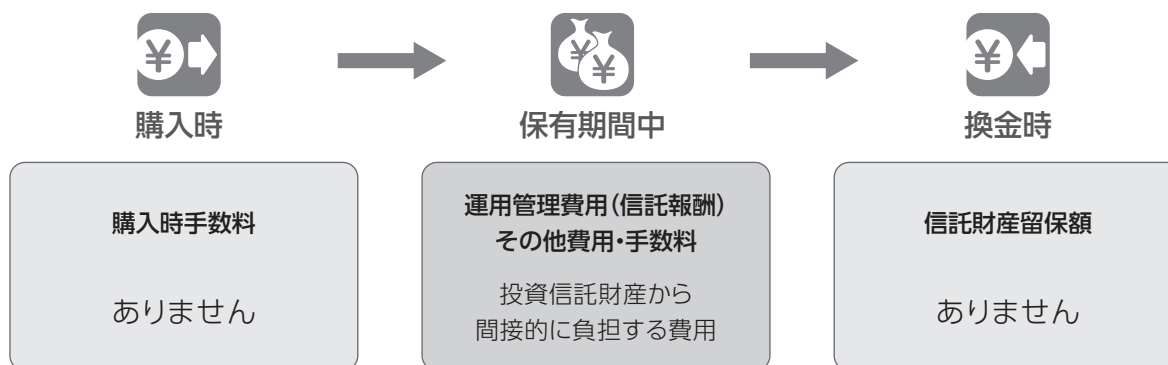 ¥
¥
¥
¥
購入時
保有期間中
換金時
購入時手数料
ありません
運用管理費用(信託報酬)
その他費用・手数料
投資信託財産から
間接的に負担する費用
信託財産留保額
ありません